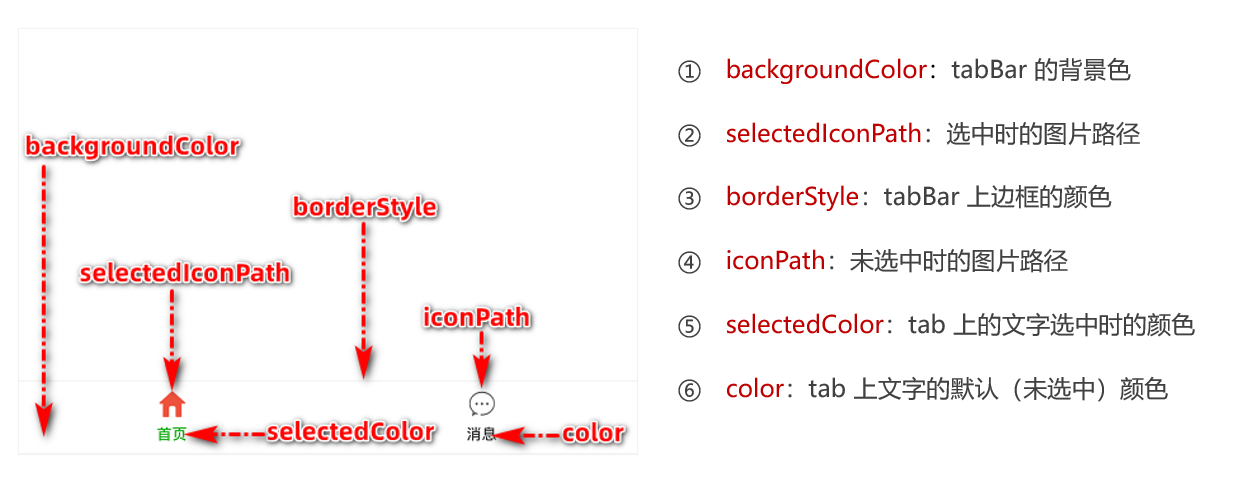 backgroundColor
borderStyle
selectedIconPath
iconPath
首页
selectedColor
消息
color
① backgroundColor：tabBar 的背景色
② selectedIconPath：选中时的图片路径
③ borderStyle：tabBar 上边框的颜色
④ iconPath：未选中时的图片路径
⑤ selectedColor：tab 上的文字选中时的颜色
⑥ color：tab 上文字的默认（未选中）颜色